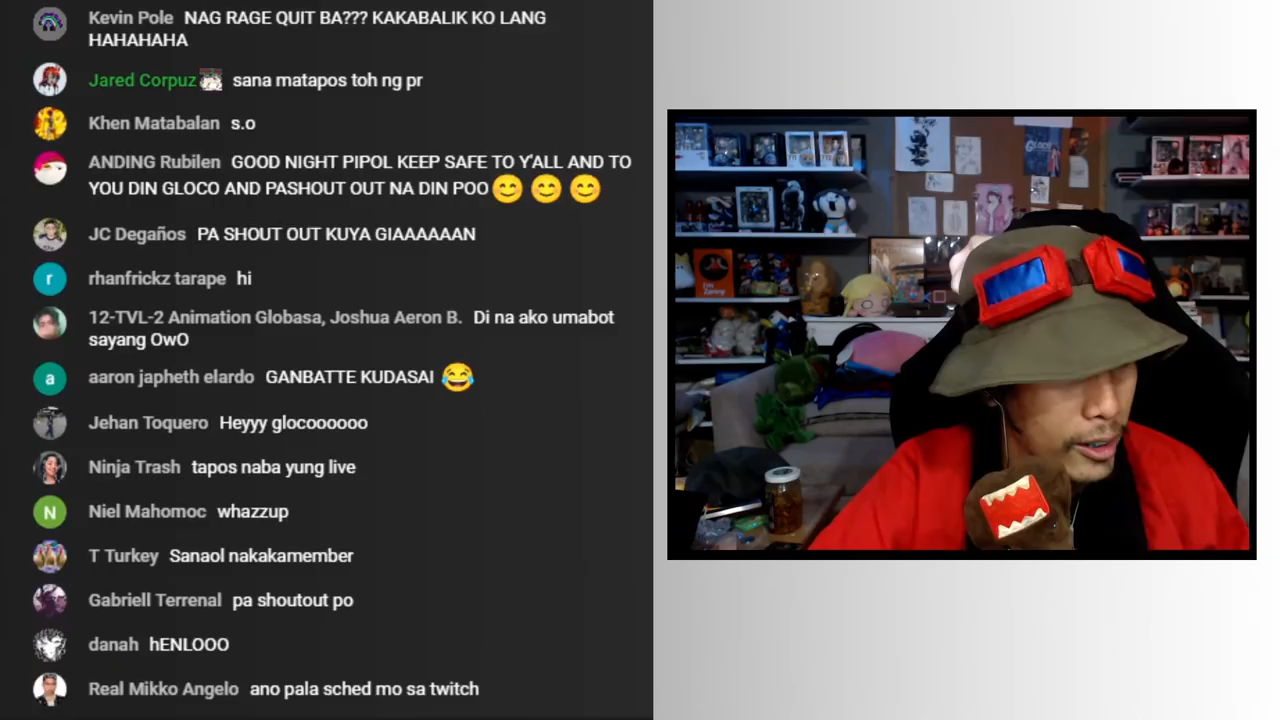 Kevin Pole NAG RAGE QUIT BA??? KAKABALIK KO LANG
HAHAHAHA
Jared Corpuz sana matapos toh ng pr
Khen Matabalan s.o
ANDING Rubilen GOOD NIGHT PIPOL KEEP SAFE TO Y'ALL AND TO
YOU DIN GLOCO AND PASHOUT OUT NA DIN POO😊 😊 😊
JC Degaños PA SHOUT OUT KUYA GIAAAAAAN
r
rhanfrickz tarape hi
12-TVL-2 Animation Globasa, Joshua Aeron B. Di na ako umabot
sayang OwO
a
aaron japheth elardo GANBATTE KUDASAI 😂
Jehan Toquero Heyyy glocoooooo
Ninja Trash tapos naba yung live
N
Niel Mahomoc whazzup
T Turkey Sanaol nakakamember
Gabriell Terrenal pa shoutout po
danah hENLOOO
Real Mikko Angelo ano pala sched mo sa twitch